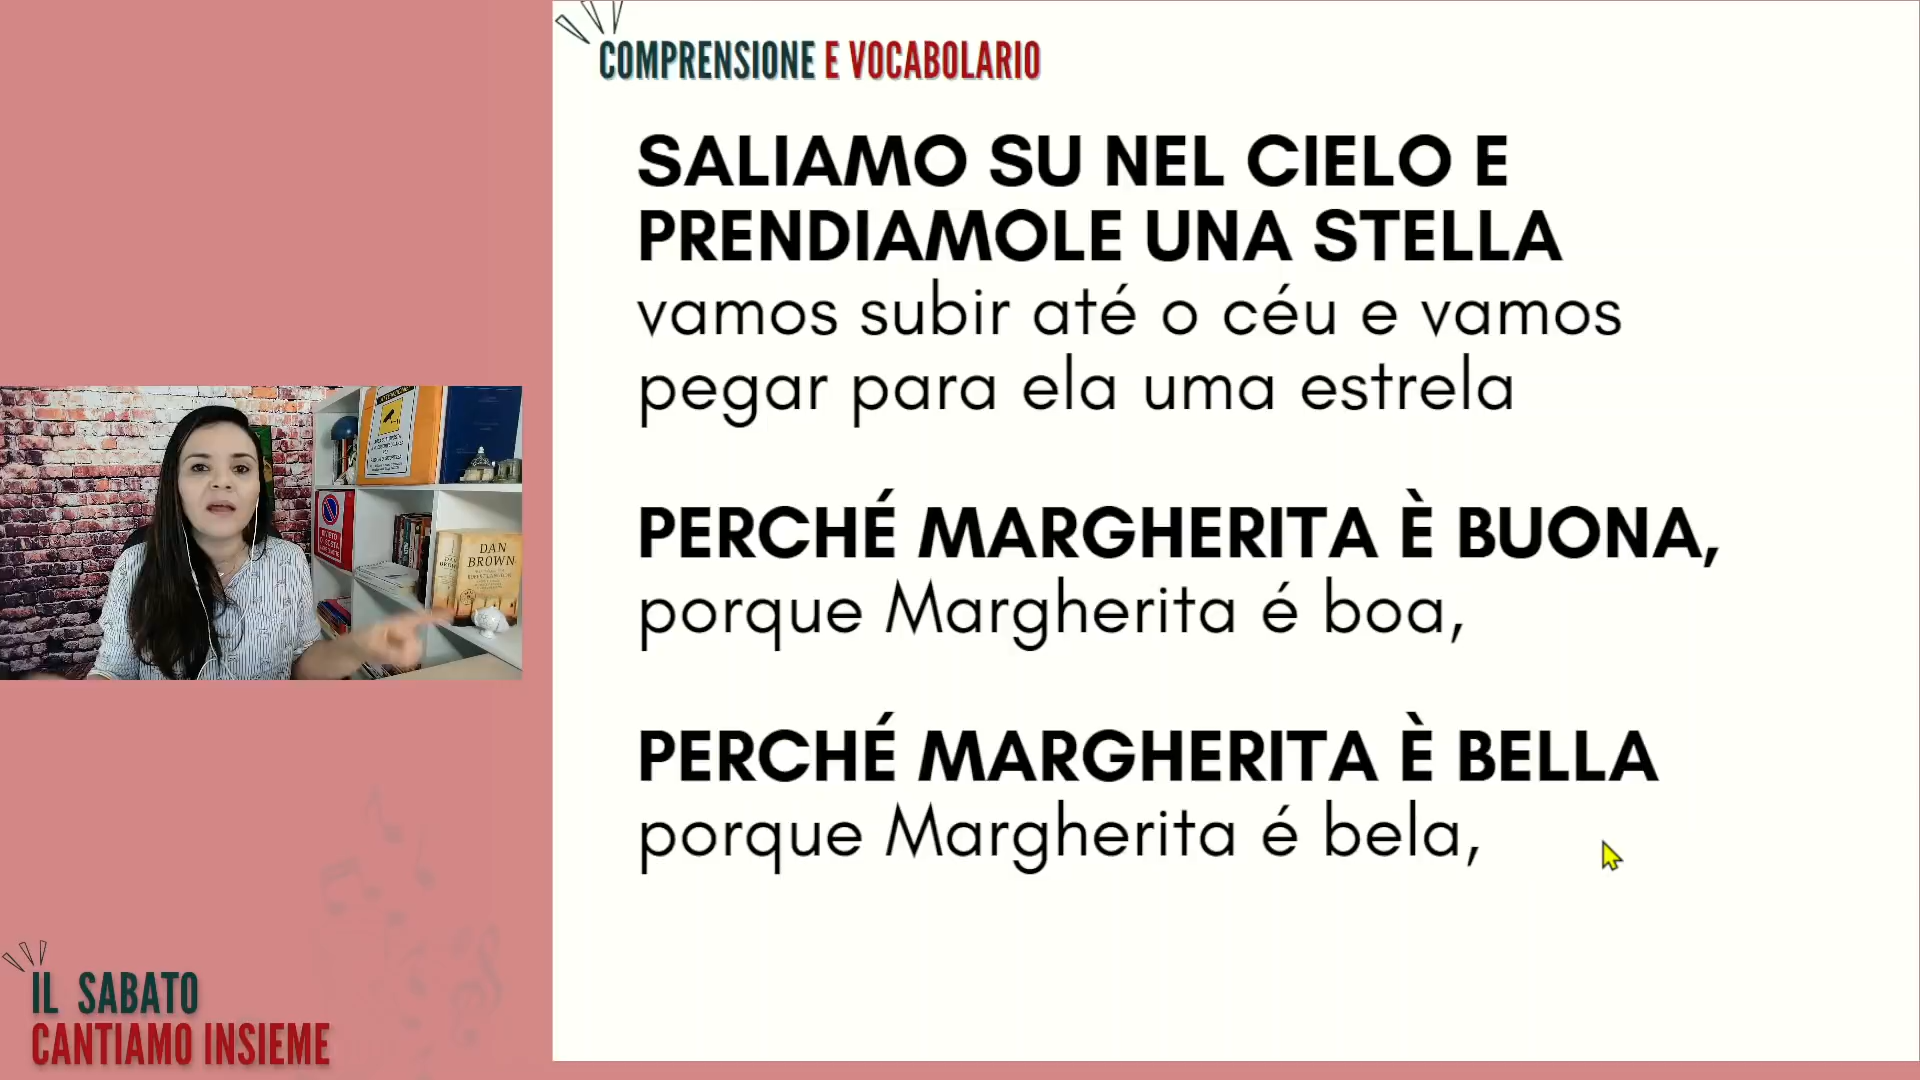 COMPRENSIONE E VOCABOLARIO
SALIAMO SU NEL CIELO E
PRENDIAMOLE UNA STELLA
vamos subir até o céu e vamos
pegar para ela uma estrela
PERCHÉ MARGHERITA È BUONA,
porque Margherita é boa,
PERCHÉ MARGHERITA È BELLA
porque Margherita é bela,
DAN
BROWN
IL SABATO
CANTIAMO INSIEME